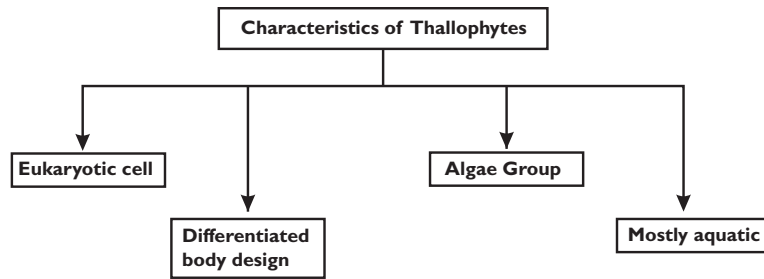 Characteristics of Thallophytes
Eukaryotic cell
Algae Group
Differentiated
body design
Mostly aquatic